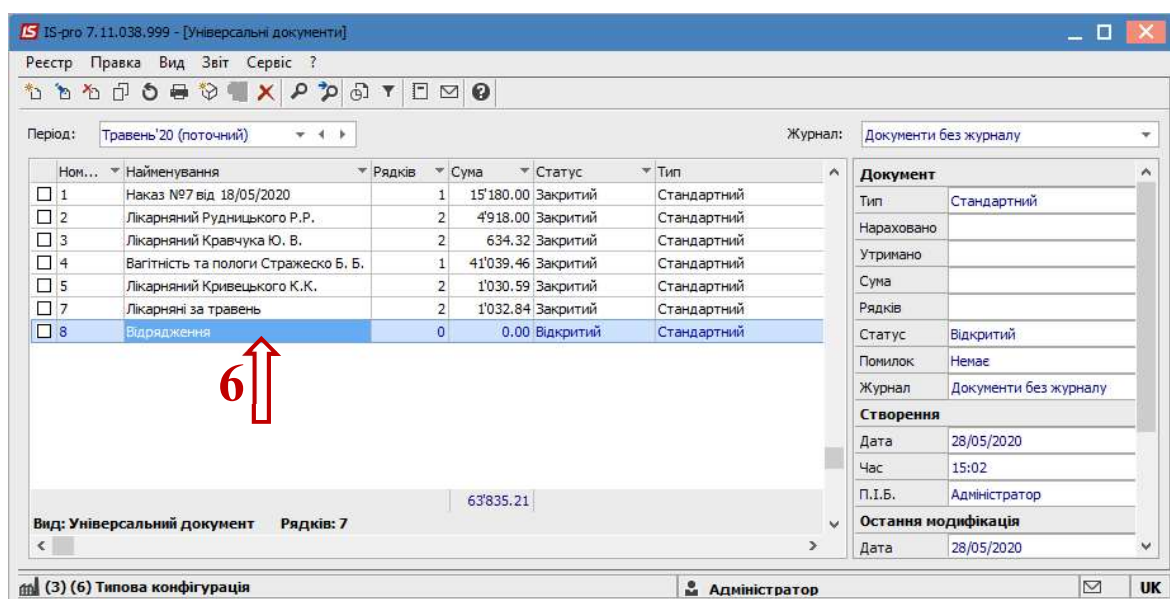 IS-pro 7.11.038.999 - [Універсальні документи]
Реєстр Правка Вид Звіт Сервіс ?
Період: Травень'20 (поточний) Журнал: Документи без журналу
Ном... Найменування Рядків Сума Статус Тип
1 Наказ №7 від 18/05/2020 1 15'180.00 Закритий Стандартний
2 Лікарняний Рудницького Р.Р. 2 4'918.00 Закритий Стандартний
3 Лікарняний Кравчука Ю. В. 2 634.32 Закритий Стандартний
4 Вагітність та пологи Стражеско Б. Б. 1 41'039.46 Закритий Стандартний
5 Лікарняний Кривецького К.К. 2 1'030.59 Закритий Стандартний
7 Лікарняні за травень 2 1'032.84 Закритий Стандартний
8 Відрядження 0 0.00 Відкритий Стандартний
6
63'835.21
Вид: Універсальний документ Рядків: 7
Документ
Тип Стандартний
Нараховано
Утримано
Сума
Рядків
Статус Відкритий
Помилок Немає
Журнал Документи без журналу
Створення
Дата 28/05/2020
Час 15:02
П.І.Б. Адміністратор
Остання модифікація
Дата 28/05/2020
(3) (6) Типова конфігурація Адміністратор UK